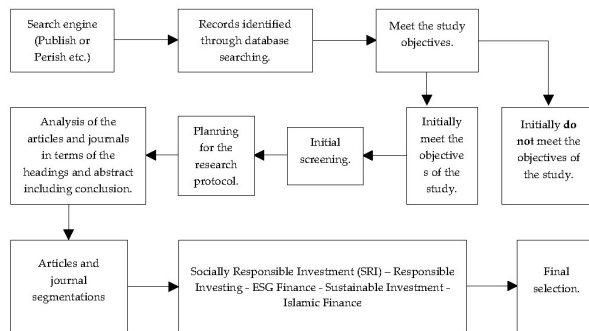 Search engine
(Publish or
Perish etc.)
Records identified
through database
searching.
Meet the study
objectives.
Analysis of the
articles and journals
in terms of the
headings and abstract
including conclusion.
Planning
for the
research
protocol.
Initial
screening.
Initially
meet the
objective
s of the
study.
Initially do
not meet the
objectives of
the study.
Articles and
journal
segmentations
Socially Responsible Investment (SRI) – Responsible
Investing - ESG Finance - Sustainable Investment -
Islamic Finance
Final
selection.